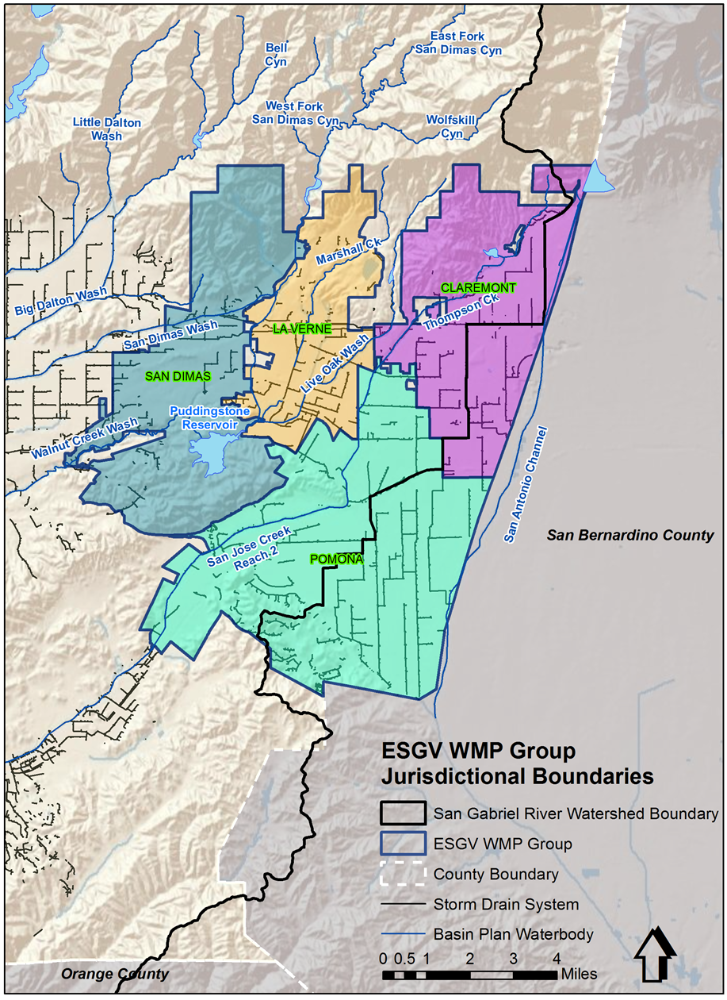 East Fork
San Dimas Cyn
Bell
Cyn
West Fork
San Dimas Cyn
Little Dalton
Wash
Wolfskill
Cyn
Marshall Ck
CLAREMONT
Big Dalton Wash
Thompson Ck
LA VERNE
San Dimas Wash
Live Oak Wash
SAN DIMAS
Puddingstone
Reservoir
Walnut Creek Wash
San Antonio Channel
San Bernardino County
San Jose Creek
Reach 2
POMONA
ESGV WMP Group
Jurisdictional Boundaries
San Gabriel River Watershed Boundary
ESGV WMP Group
County Boundary
Storm Drain System
Basin Plan Waterbody
0 0.5 1 2 3 4
Miles
Orange County